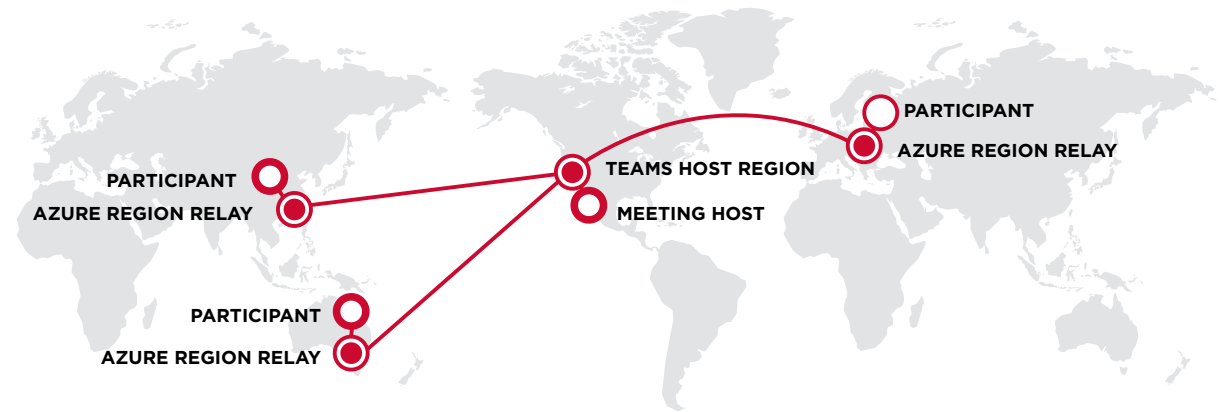 PARTICIPANT
AZURE REGION RELAY
PARTICIPANT
AZURE REGION RELAY
TEAMS HOST REGION
MEETING HOST
PARTICIPANT
AZURE REGION RELAY